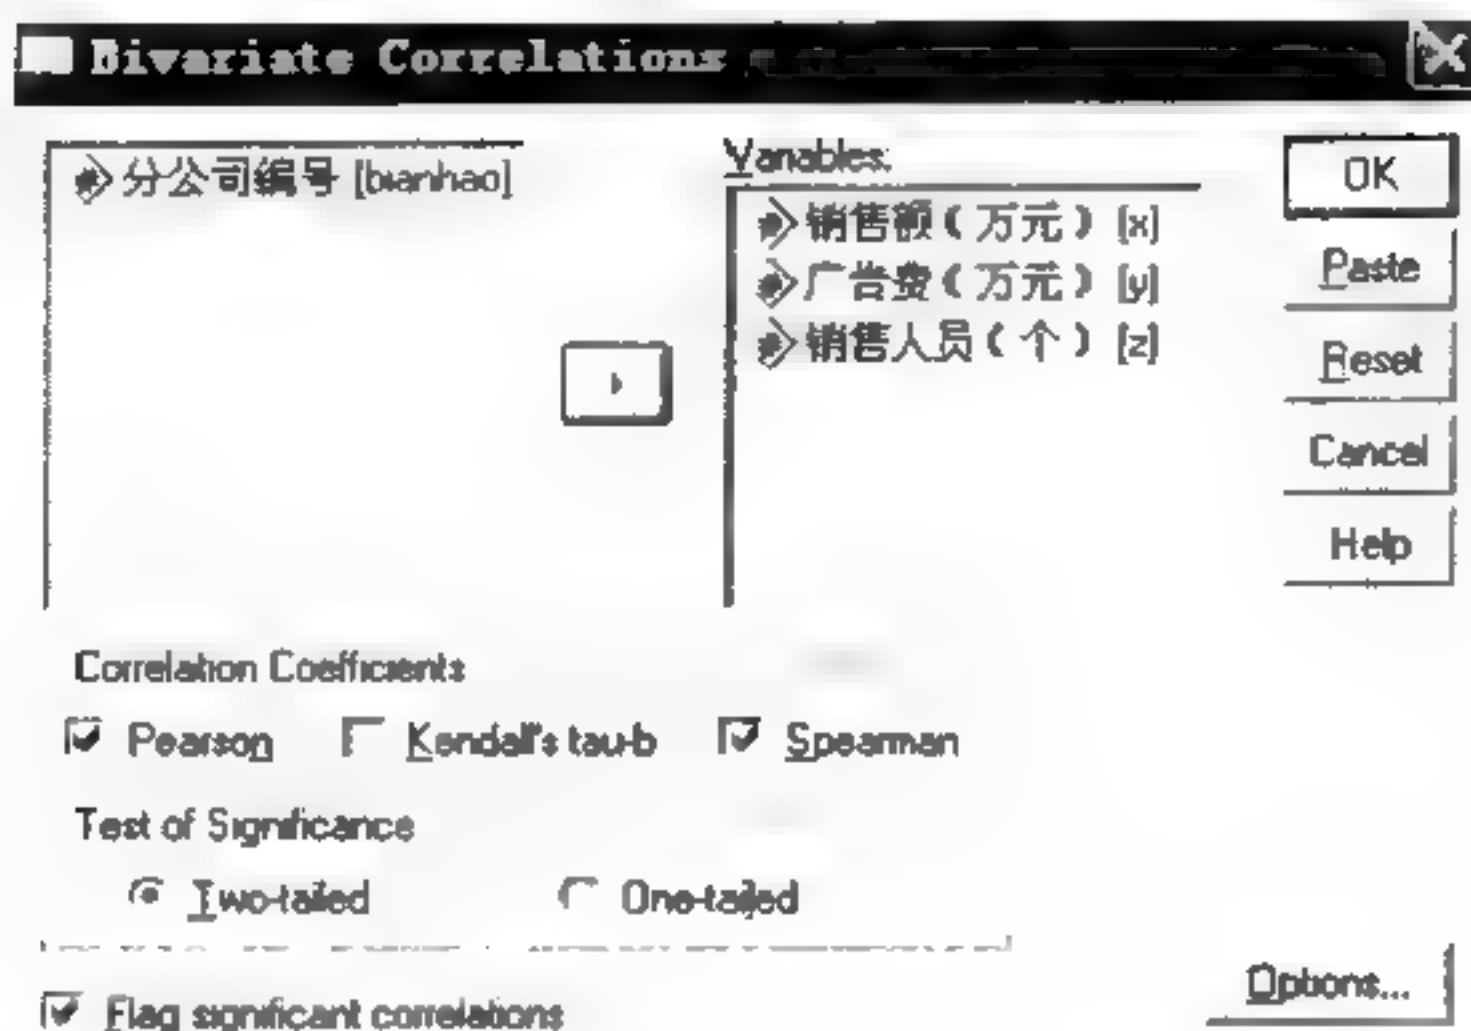 Bivariate Correlations
分公司编号 [bianhao]
Variables:
销售额（万元） [x]
广告费（万元） [y]
销售人员（个） [z]
OK
Paste
Reset
Cancel
Help
Correlation Coefficients
Pearson Kendall's tau-b Spearman
Test of Significance
Two-tailed One-tailed
Flag significant correlations
Options...